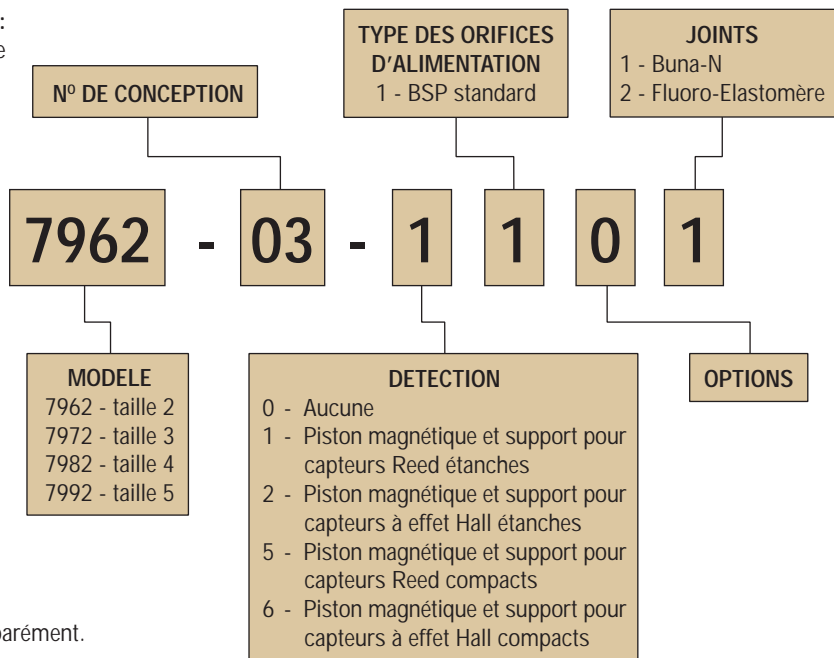 :
e
Nº DE CONCEPTION
TYPE DES ORIFICES
D'ALIMENTATION
1 - BSP standard
JOINTS
1 - Buna-N
2 - Fluoro-Elastomère
7962 - 03 - 1 1 0 1
MODELE
7962 - taille 2
7972 - taille 3
7982 - taille 4
7992 - taille 5
DETECTION
0 - Aucune
1 - Piston magnétique et support pour
capteurs Reed étanches
2 - Piston magnétique et support pour
capteurs à effet Hall étanches
5 - Piston magnétique et support pour
capteurs Reed compacts
6 - Piston magnétique et support pour
capteurs à effet Hall compacts
OPTIONS
parément.